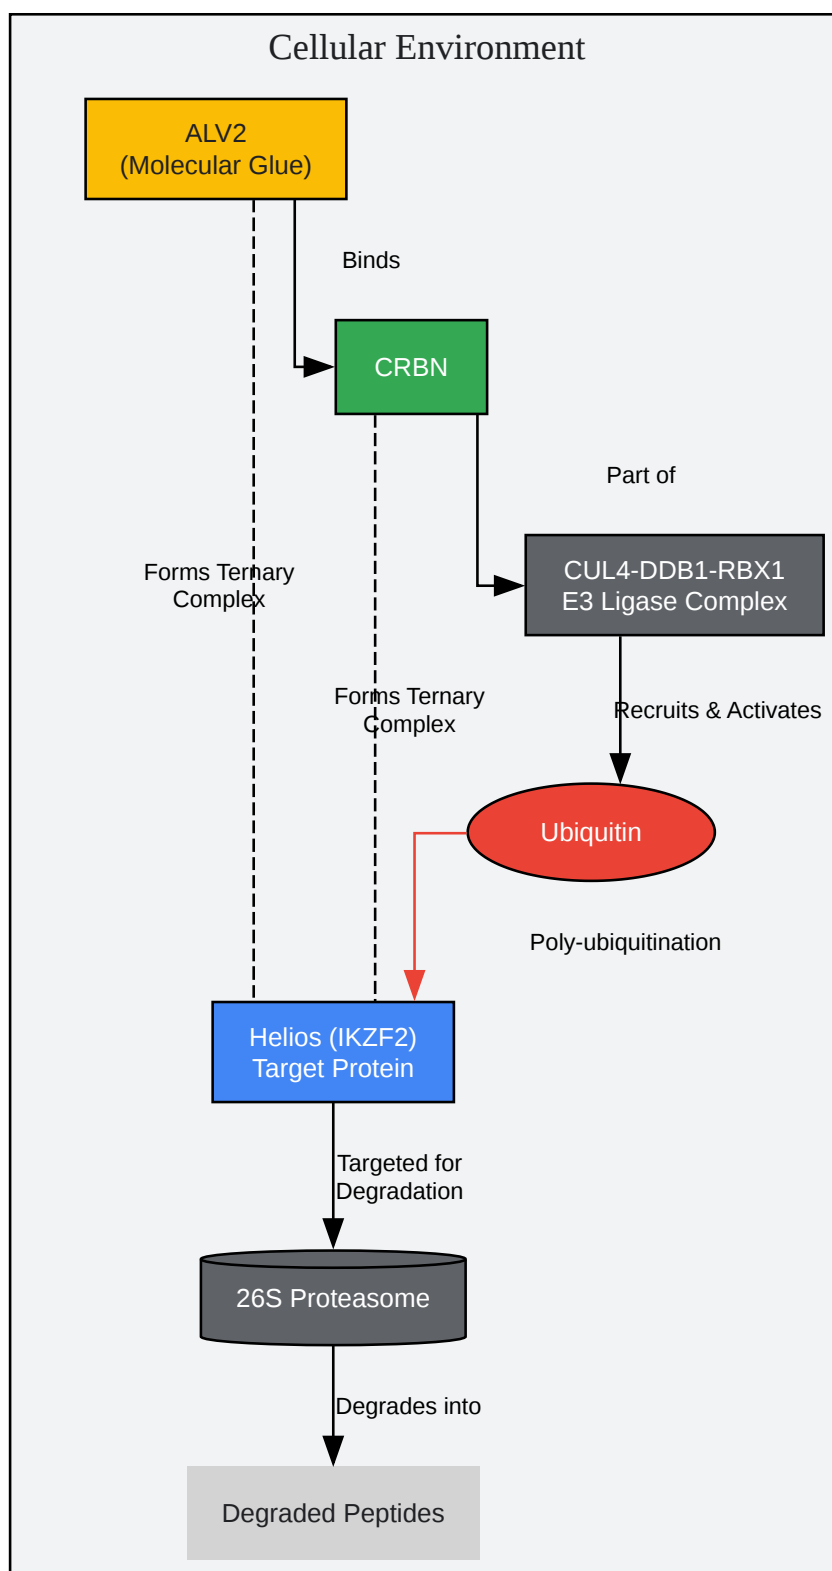 Cellular Environment
ALV2
(Molecular Glue)
Binds
CRBN
Part of
CUL4-DDB1-RBX1
E3 Ligase Complex
Forms Ternary
Complex
Forms Ternary
Complex
Recruits & Activates
Ubiquitin
Poly-ubiquitination
Helios (IKZF2)
Target Protein
Targeted for
Degradation
26S Proteasome
Degrades into
Degraded Peptides